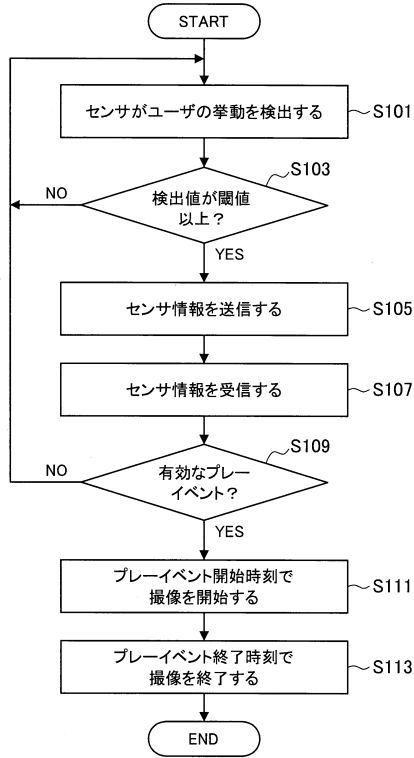 START
センサがユーザの挙動を検出する
S101
S103
検出値が閾値
以上?
NO
YES
センサ情報を送信する
S105
センサ情報を受信する
S107
S109
有効なプレー
イベント?
NO
YES
プレーイベント開始時刻で
撮像を開始する
S111
プレーイベント終了時刻で
撮像を終了する
S113
END